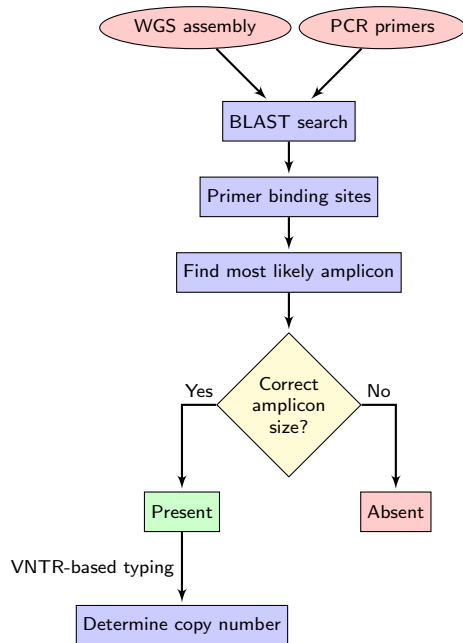 WGS assembly
PCR primers
BLAST search
Primer binding sites
Find most likely amplicon
Correct
amplicon
size?
Yes
No
Present
Absent
VNTR-based typing
Determine copy number